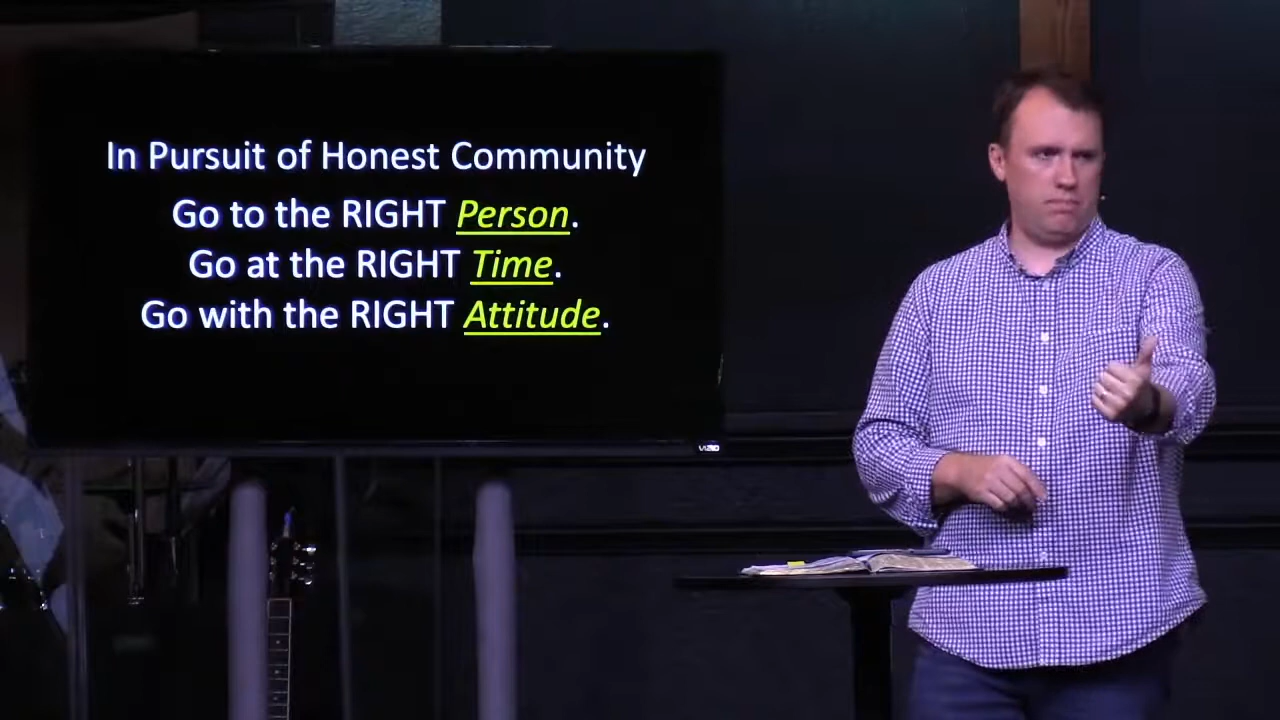 In Pursuit of Honest Community
Go to the RIGHT Person.
Go at the RIGHT Time.
Go with the RIGHT Attitude.
VIZIO